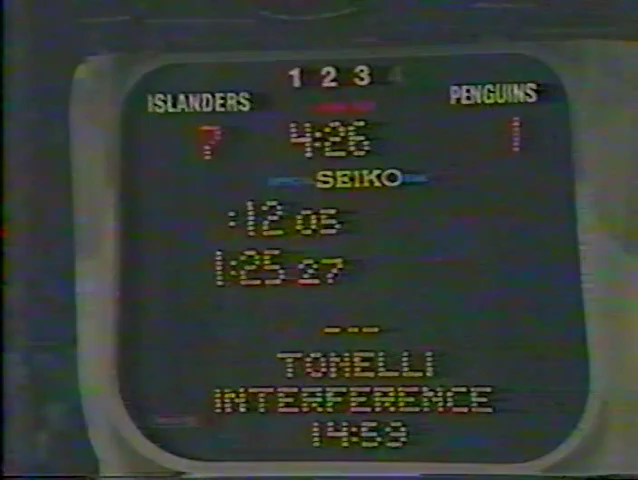 1 2 3 4
ISLANDERS PENGUINS
7 4:26 1
SEIKO
:12 05
1:25 27
---
TONELLI
INTERFERENCE
14:59